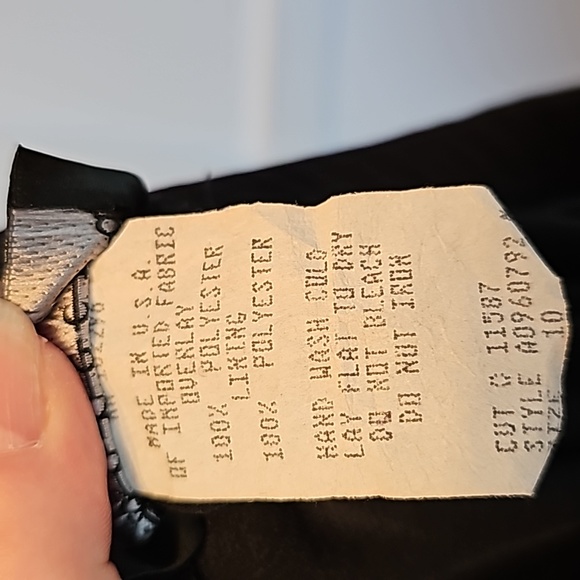 MADE IN U.S.A.
OF IMPORTED FABRIC
OVERLAY
100% POLYESTER
LINING
100% POLYESTER
HAND WASH COLD
LAY FLAT TO DRY
DO NOT BLEACH
DO NOT IRON
CUT # 11587
STYLE A0960792
SIZE 10